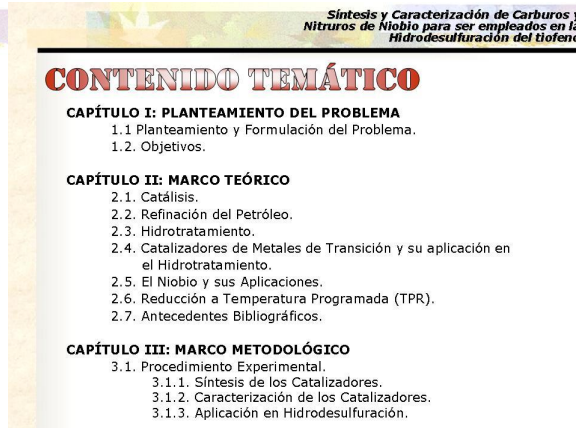 Síntesis y Caracterización de Carburos y
Nitruros de Niobio para ser empleados en la
Hidrodesulfuración del tiofeno
CONTENIDO TEMÁTICO
CAPÍTULO I: PLANTEAMIENTO DEL PROBLEMA
1.1 Planteamiento y Formulación del Problema.
1.2. Objetivos.
CAPÍTULO II: MARCO TEÓRICO
2.1. Catálisis.
2.2. Refinación del Petróleo.
2.3. Hidrotratamiento.
2.4. Catalizadores de Metales de Transición y su aplicación en
el Hidrotratamiento.
2.5. El Niobio y sus Aplicaciones.
2.6. Reducción a Temperatura Programada (TPR).
2.7. Antecedentes Bibliográficos.
CAPÍTULO III: MARCO METODOLÓGICO
3.1. Procedimiento Experimental.
3.1.1. Síntesis de los Catalizadores.
3.1.2. Caracterización de los Catalizadores.
3.1.3. Aplicación en Hidrodesulfuración.